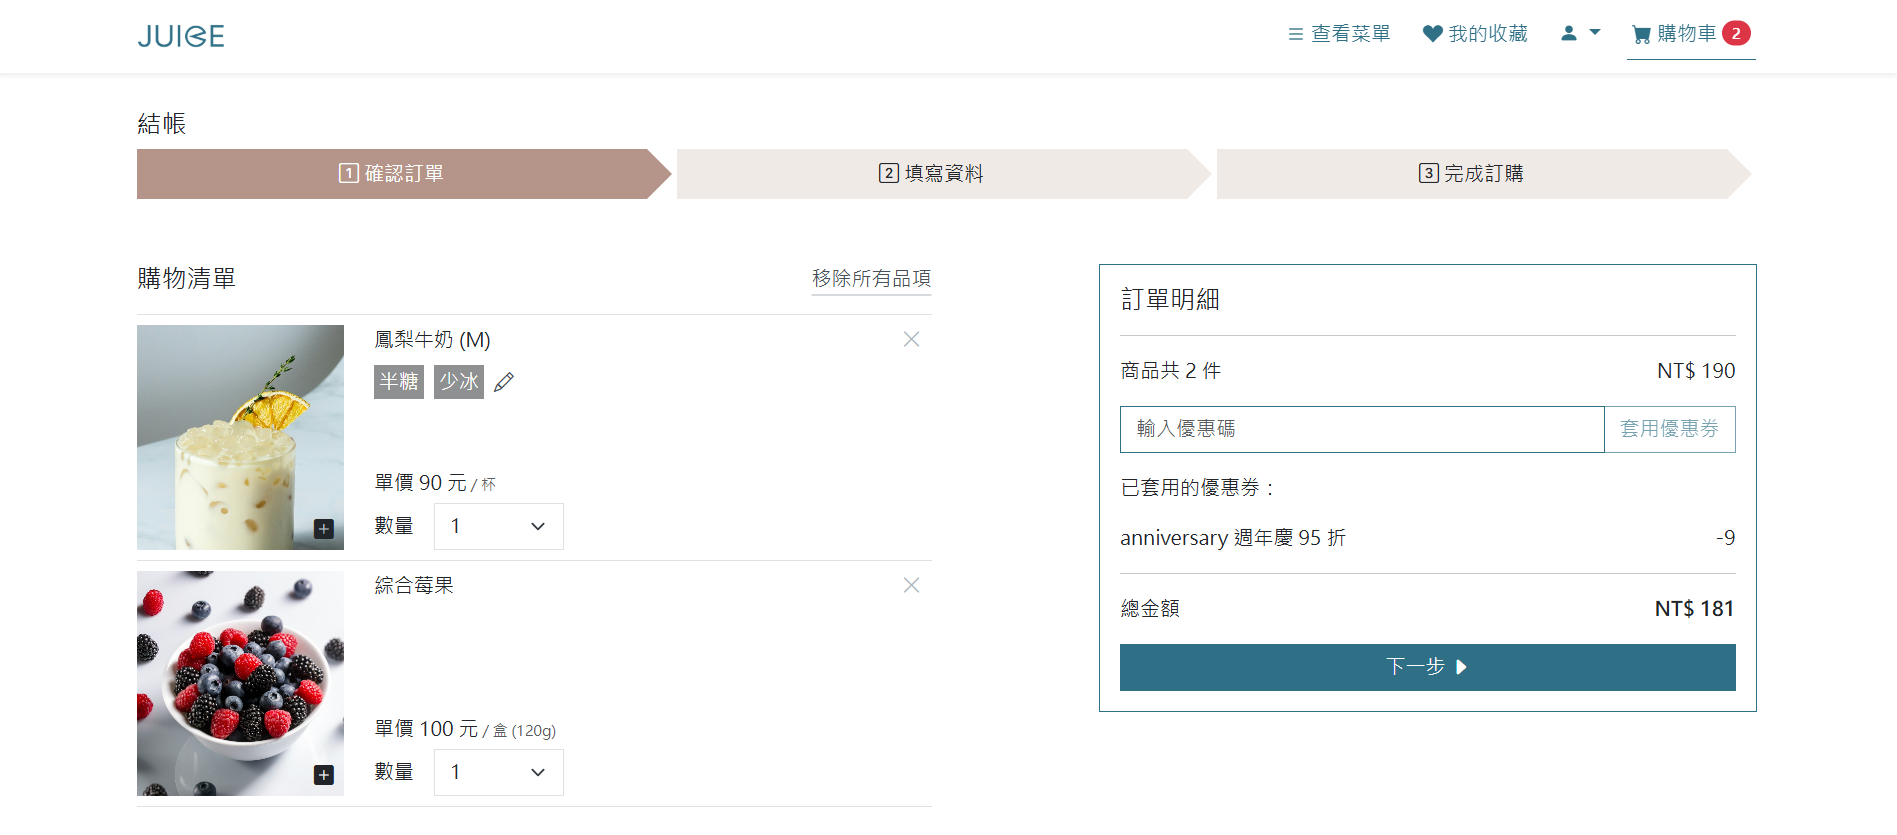 JUICE
查看菜單
我的收藏
購物車 2
結帳
1 確認訂單
2 填寫資料
3 完成訂購
購物清單
移除所有品項
鳳梨牛奶 (M)
半糖 少冰
單價 90 元 / 杯
數量 1
綜合莓果
單價 100 元 / 盒 (120g)
數量 1
訂單明細
商品共 2 件 NT$ 190
輸入優惠碼 套用優惠券
已套用的優惠券：
anniversary 週年慶 95 折 -9
總金額 NT$ 181
下一步